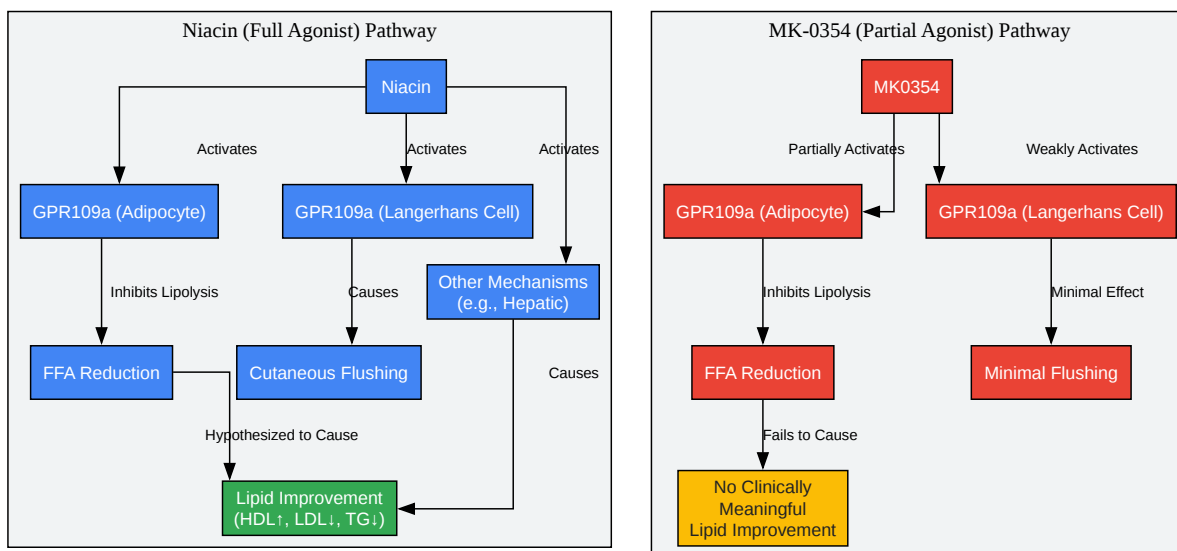 Niacin (Full Agonist) Pathway
Niacin
Activates
Activates
Activates
GPR109a (Adipocyte)
GPR109a (Langerhans Cell)
Other Mechanisms
(e.g., Hepatic)
Inhibits Lipolysis
Causes
FFA Reduction
Cutaneous Flushing
Causes
Hypothesized to Cause
Lipid Improvement
(HDL↑, LDL↓, TG↓)
MK-0354 (Partial Agonist) Pathway
MK0354
Partially Activates
Weakly Activates
GPR109a (Adipocyte)
GPR109a (Langerhans Cell)
Inhibits Lipolysis
Minimal Effect
FFA Reduction
Minimal Flushing
Fails to Cause
No Clinically
Meaningful
Lipid Improvement